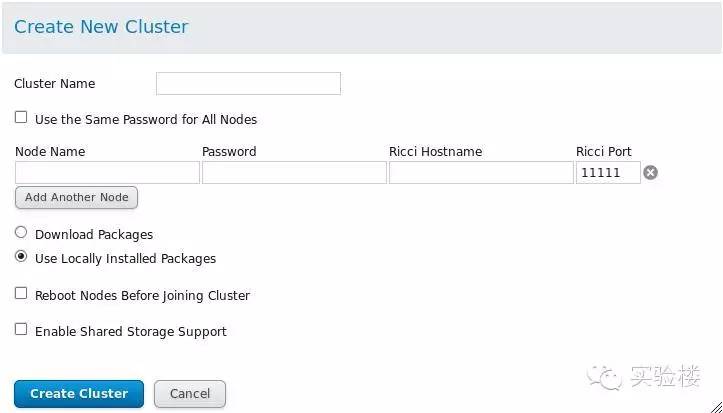 Create New Cluster
Cluster Name
Use the Same Password for All Nodes
Node Name Password Ricci Hostname Ricci Port
11111
Add Another Node
Download Packages
Use Locally Installed Packages
Reboot Nodes Before Joining Cluster
Enable Shared Storage Support
Create Cluster Cancel
实验楼